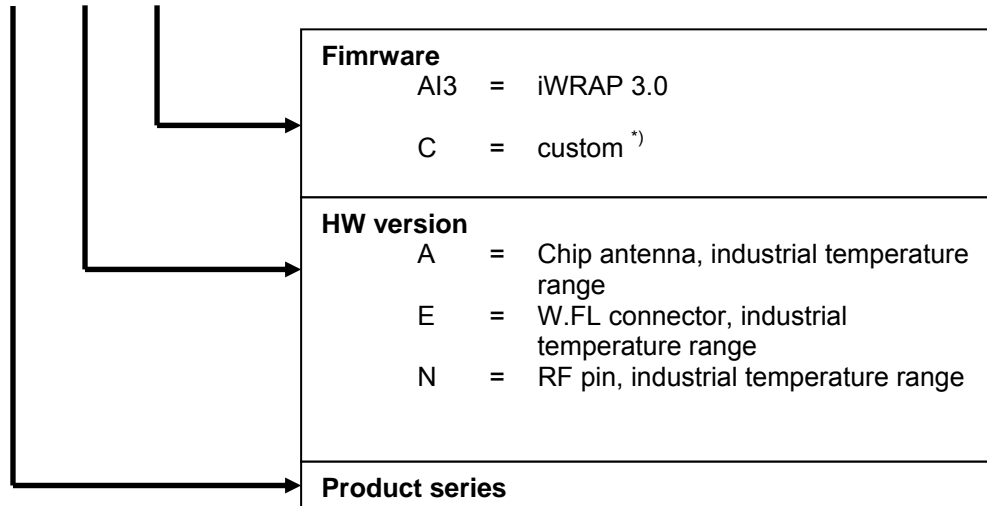 Fimrware
AI3 = iWRAP 3.0
C = custom *)
HW version
A = Chip antenna, industrial temperature
range
E = W.FL connector, industrial
temperature range
N = RF pin, industrial temperature range
Product series